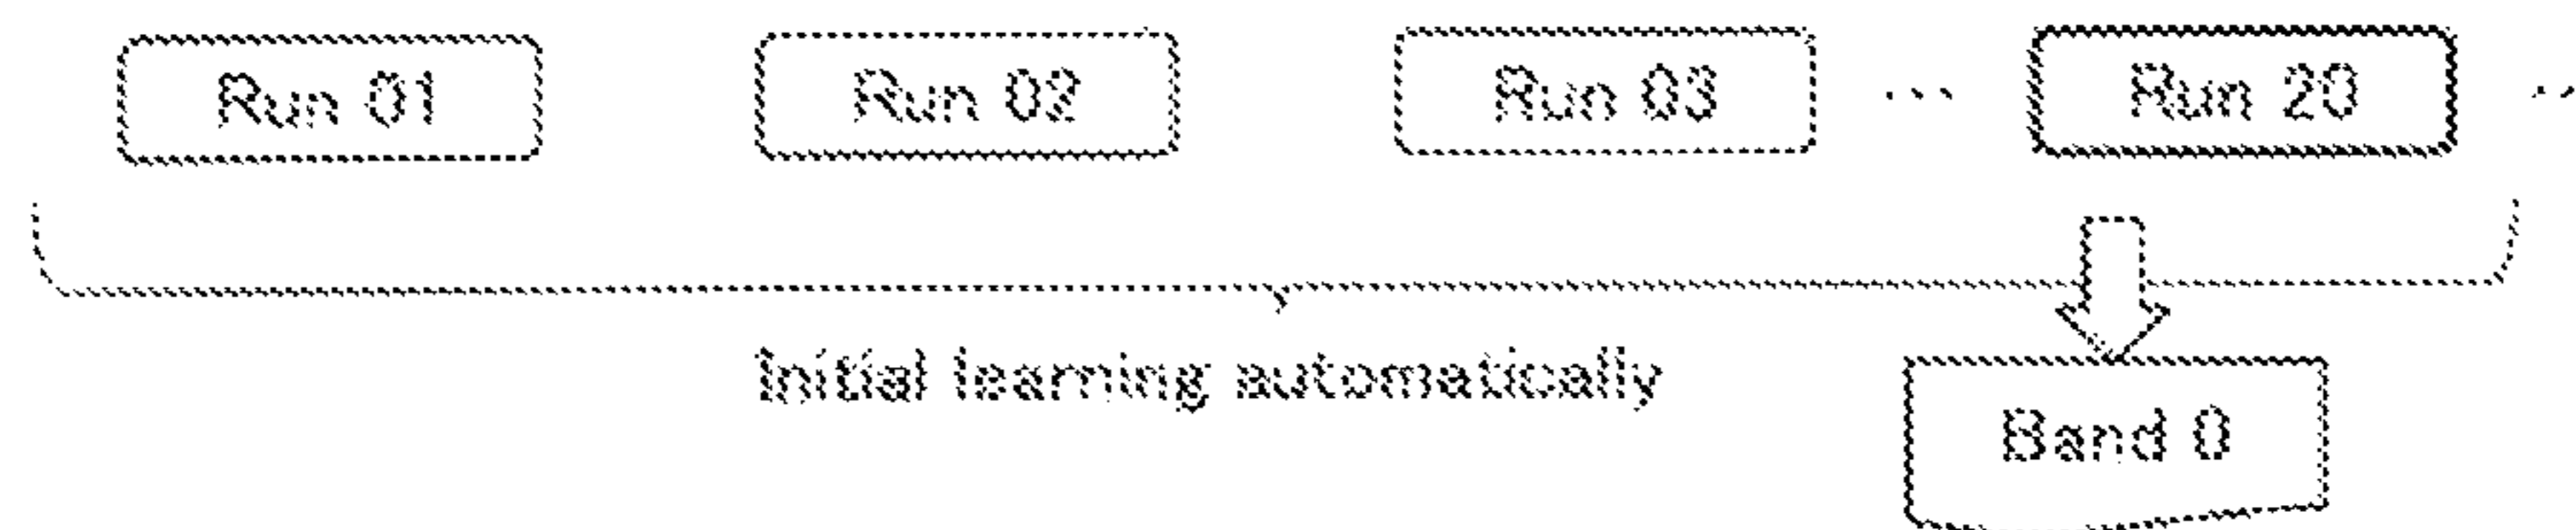 Run 01 Run 02 Run 03 ... Run 20 ..
Initial learning automatically
Band 0